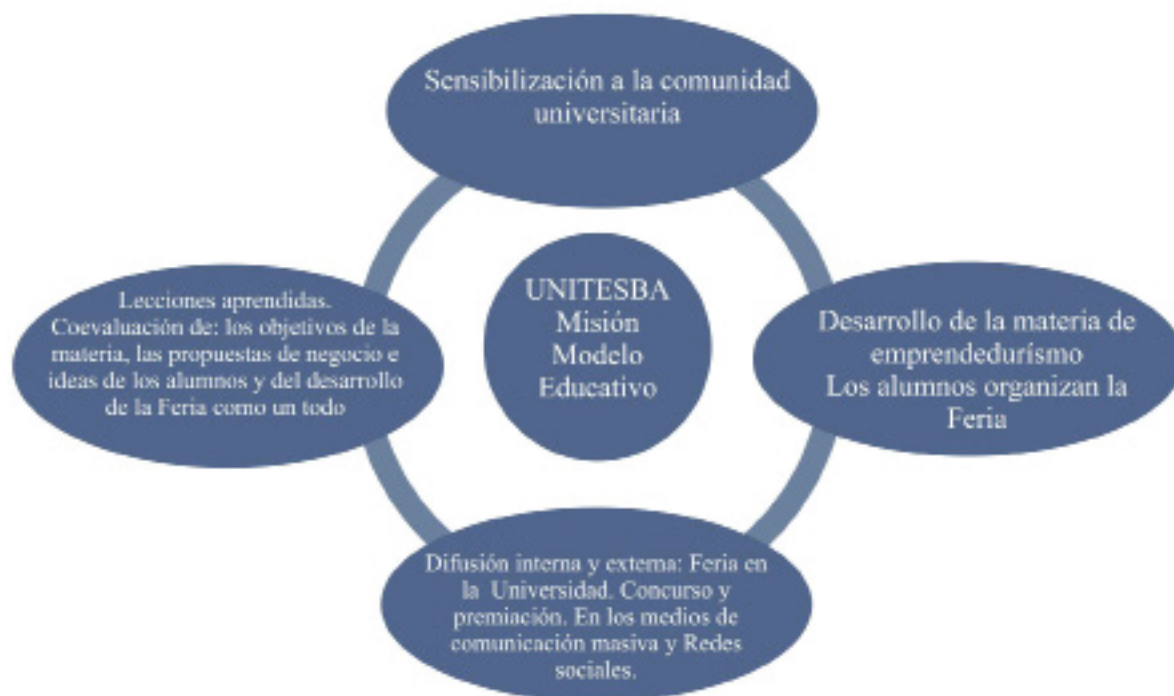 Sensibilización a la comunidad
universitaria
UNITESBA
Misión
Modelo
Educativo
Desarrollo de la materia de
emprendedurísmo
Los alumnos organizan la
Feria
Difusión interna y externa: Feria en
la Universidad. Concurso y
premiación. En los medios de
comunicación masiva y Redes
sociales.
Lecciones aprendidas.
Coevaluación de: los objetivos de la
materia, las propuestas de negocio e
ideas de los alumnos y del desarrollo
de la Feria como un todo